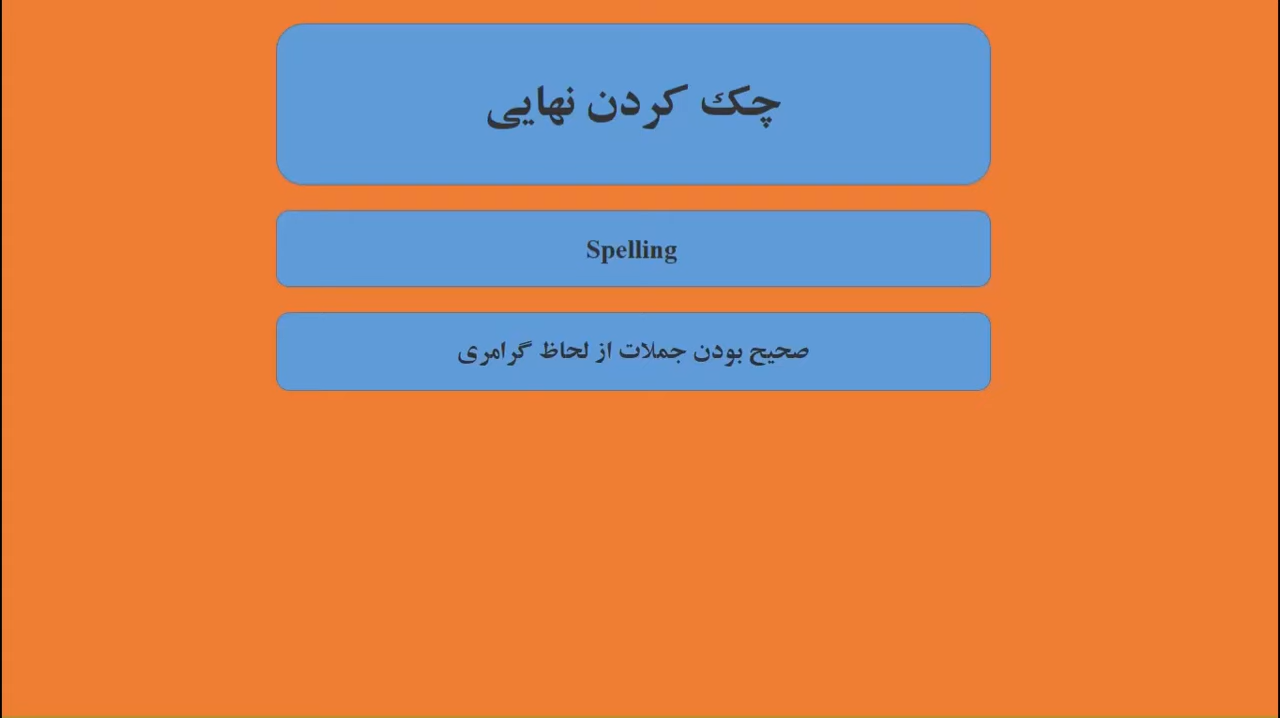 چک کردن نهایی
Spelling
صحیح بودن جملات از لحاظ گرامری